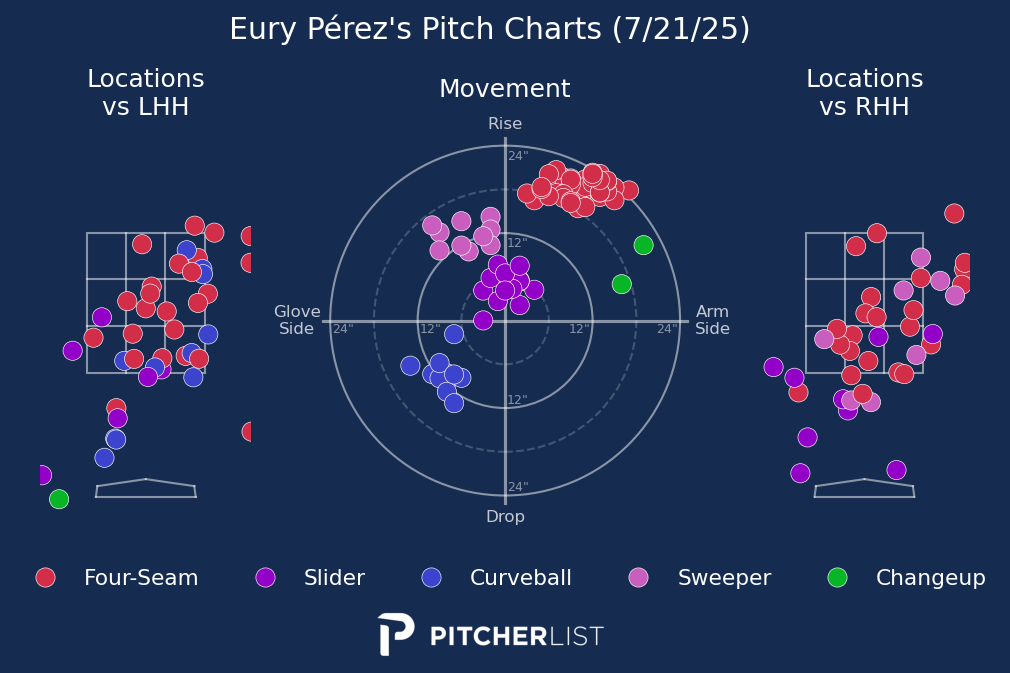 Eury Pérez's Pitch Charts (7/21/25)
Locations
vs LHH
Movement
Locations
vs RHH
Rise
24"
12"
Glove
Side
24"
12"
12"
24"
Arm
Side
12"
24"
Drop
Four-Seam
Slider
Curveball
Sweeper
Changeup
PITCHERLIST